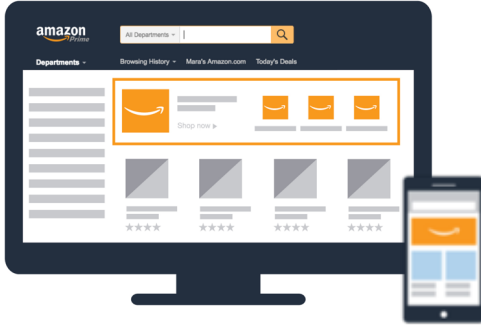 amazon
Prime
All Departments
Departments
Browsing History
Mara's Amazon.com
Today's Deals
Shop now